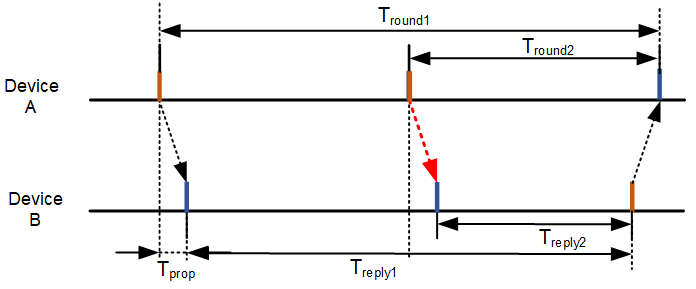 Tround1
Tround2
Device
A
Device
B
Treply2
Tprop
Treply1